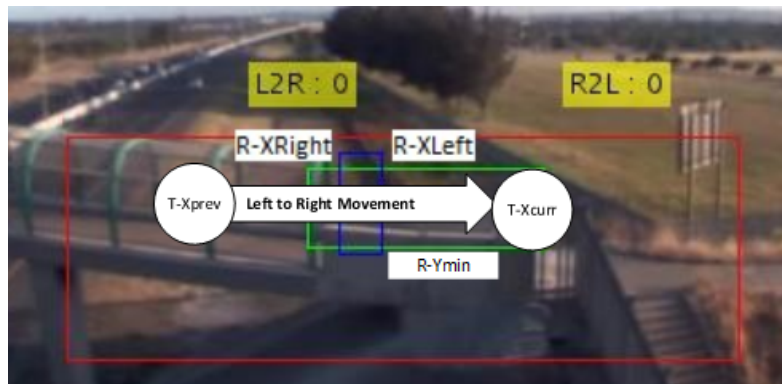 L2R : 0
R2L : 0
R-XRight
R-XLeft
T-Xprev
Left to Right Movement
T-Xcurr
R-Ymin